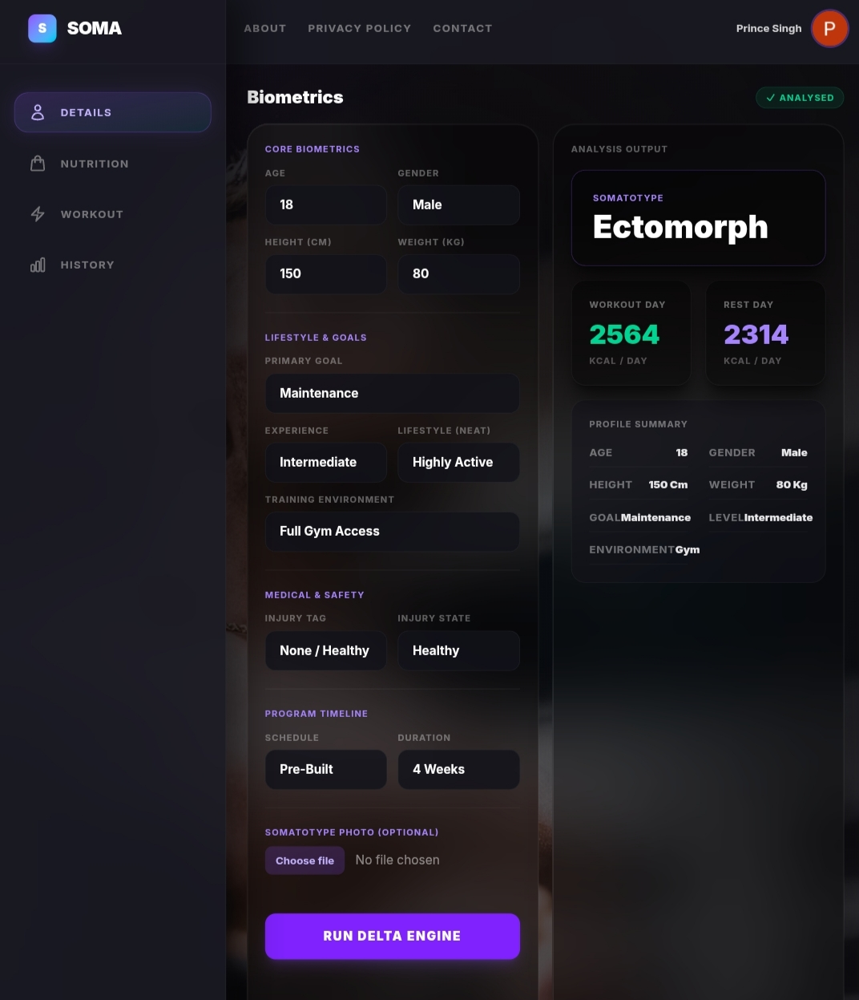 S SOMA
ABOUT PRIVACY POLICY CONTACT
Prince Singh P
DETAILS
NUTRITION
WORKOUT
HISTORY
Biometrics
✓ ANALYSED
CORE BIOMETRICS
AGE GENDER
18 Male
HEIGHT (CM) WEIGHT (KG)
150 80
LIFESTYLE & GOALS
PRIMARY GOAL
Maintenance
EXPERIENCE LIFESTYLE (NEAT)
Intermediate Highly Active
TRAINING ENVIRONMENT
Full Gym Access
MEDICAL & SAFETY
INJURY TAG INJURY STATE
None / Healthy Healthy
PROGRAM TIMELINE
SCHEDULE DURATION
Pre-Built 4 Weeks
SOMATOTYPE PHOTO (OPTIONAL)
Choose file No file chosen
RUN DELTA ENGINE
ANALYSIS OUTPUT
SOMATOTYPE
Ectomorph
WORKOUT DAY REST DAY
2564 2314
KCAL / DAY KCAL / DAY
PROFILE SUMMARY
AGE 18 GENDER Male
HEIGHT 150 Cm WEIGHT 80 Kg
GOALMaintenance LEVELIntermediate
ENVIRONMENTGym